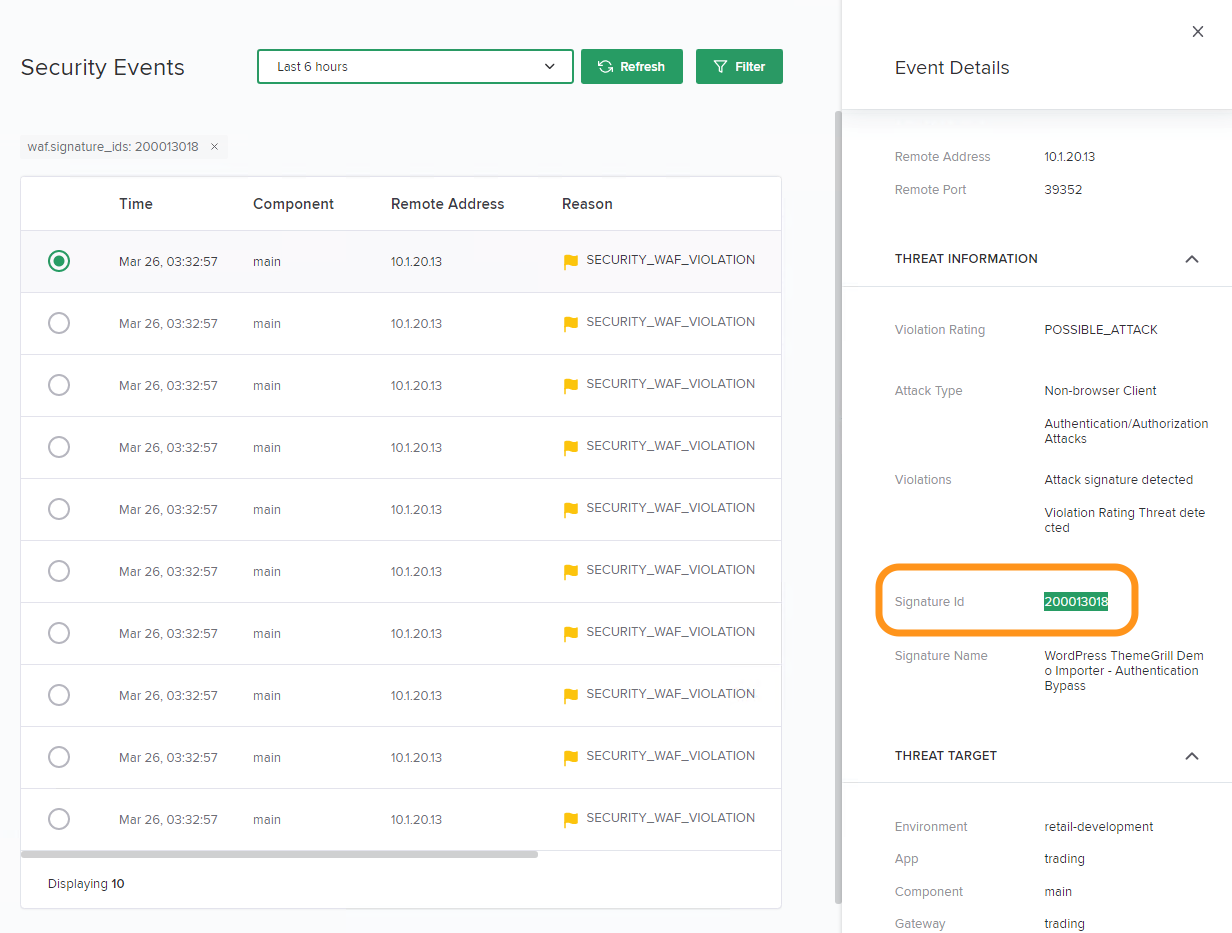 Security Events
Last 6 hours
Refresh
Filter
waf.signature_ids: 200013018 ×
Time Component Remote Address Reason
Mar 26, 03:32:57 main 10.1.20.13 SECURITY_WAF_VIOLATION
Mar 26, 03:32:57 main 10.1.20.13 SECURITY_WAF_VIOLATION
Mar 26, 03:32:57 main 10.1.20.13 SECURITY_WAF_VIOLATION
Mar 26, 03:32:57 main 10.1.20.13 SECURITY_WAF_VIOLATION
Mar 26, 03:32:57 main 10.1.20.13 SECURITY_WAF_VIOLATION
Mar 26, 03:32:57 main 10.1.20.13 SECURITY_WAF_VIOLATION
Mar 26, 03:32:57 main 10.1.20.13 SECURITY_WAF_VIOLATION
Mar 26, 03:32:57 main 10.1.20.13 SECURITY_WAF_VIOLATION
Mar 26, 03:32:57 main 10.1.20.13 SECURITY_WAF_VIOLATION
Mar 26, 03:32:57 main 10.1.20.13 SECURITY_WAF_VIOLATION
Displaying 10
Event Details
Remote Address 10.1.20.13
Remote Port 39352
THREAT INFORMATION
Violation Rating POSSIBLE_ATTACK
Attack Type Non-browser Client
Authentication/Authorization
Attacks
Violations Attack signature detected
Violation Rating Threat dete
cted
Signature Id 200013018
Signature Name WordPress ThemeGrill Dem
o Importer - Authentication
Bypass
THREAT TARGET
Environment retail-development
App trading
Component main
Gateway trading